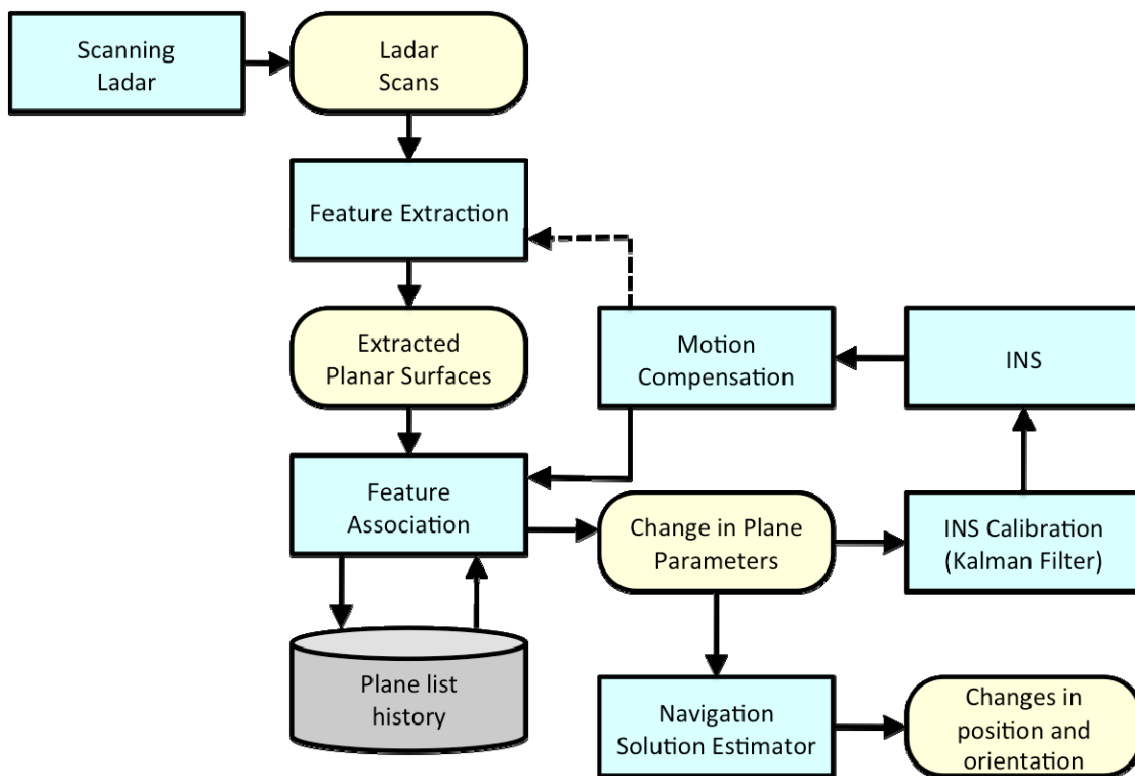 Scanning
Ladar
Ladar
Scans
Feature Extraction
Extracted
Planar Surfaces
Motion
Compensation
INS
Feature
Association
Change in Plane
Parameters
INS Calibration
(Kalman Filter)
Plane list
history
Navigation
Solution Estimator
Changes in
position and
orientation